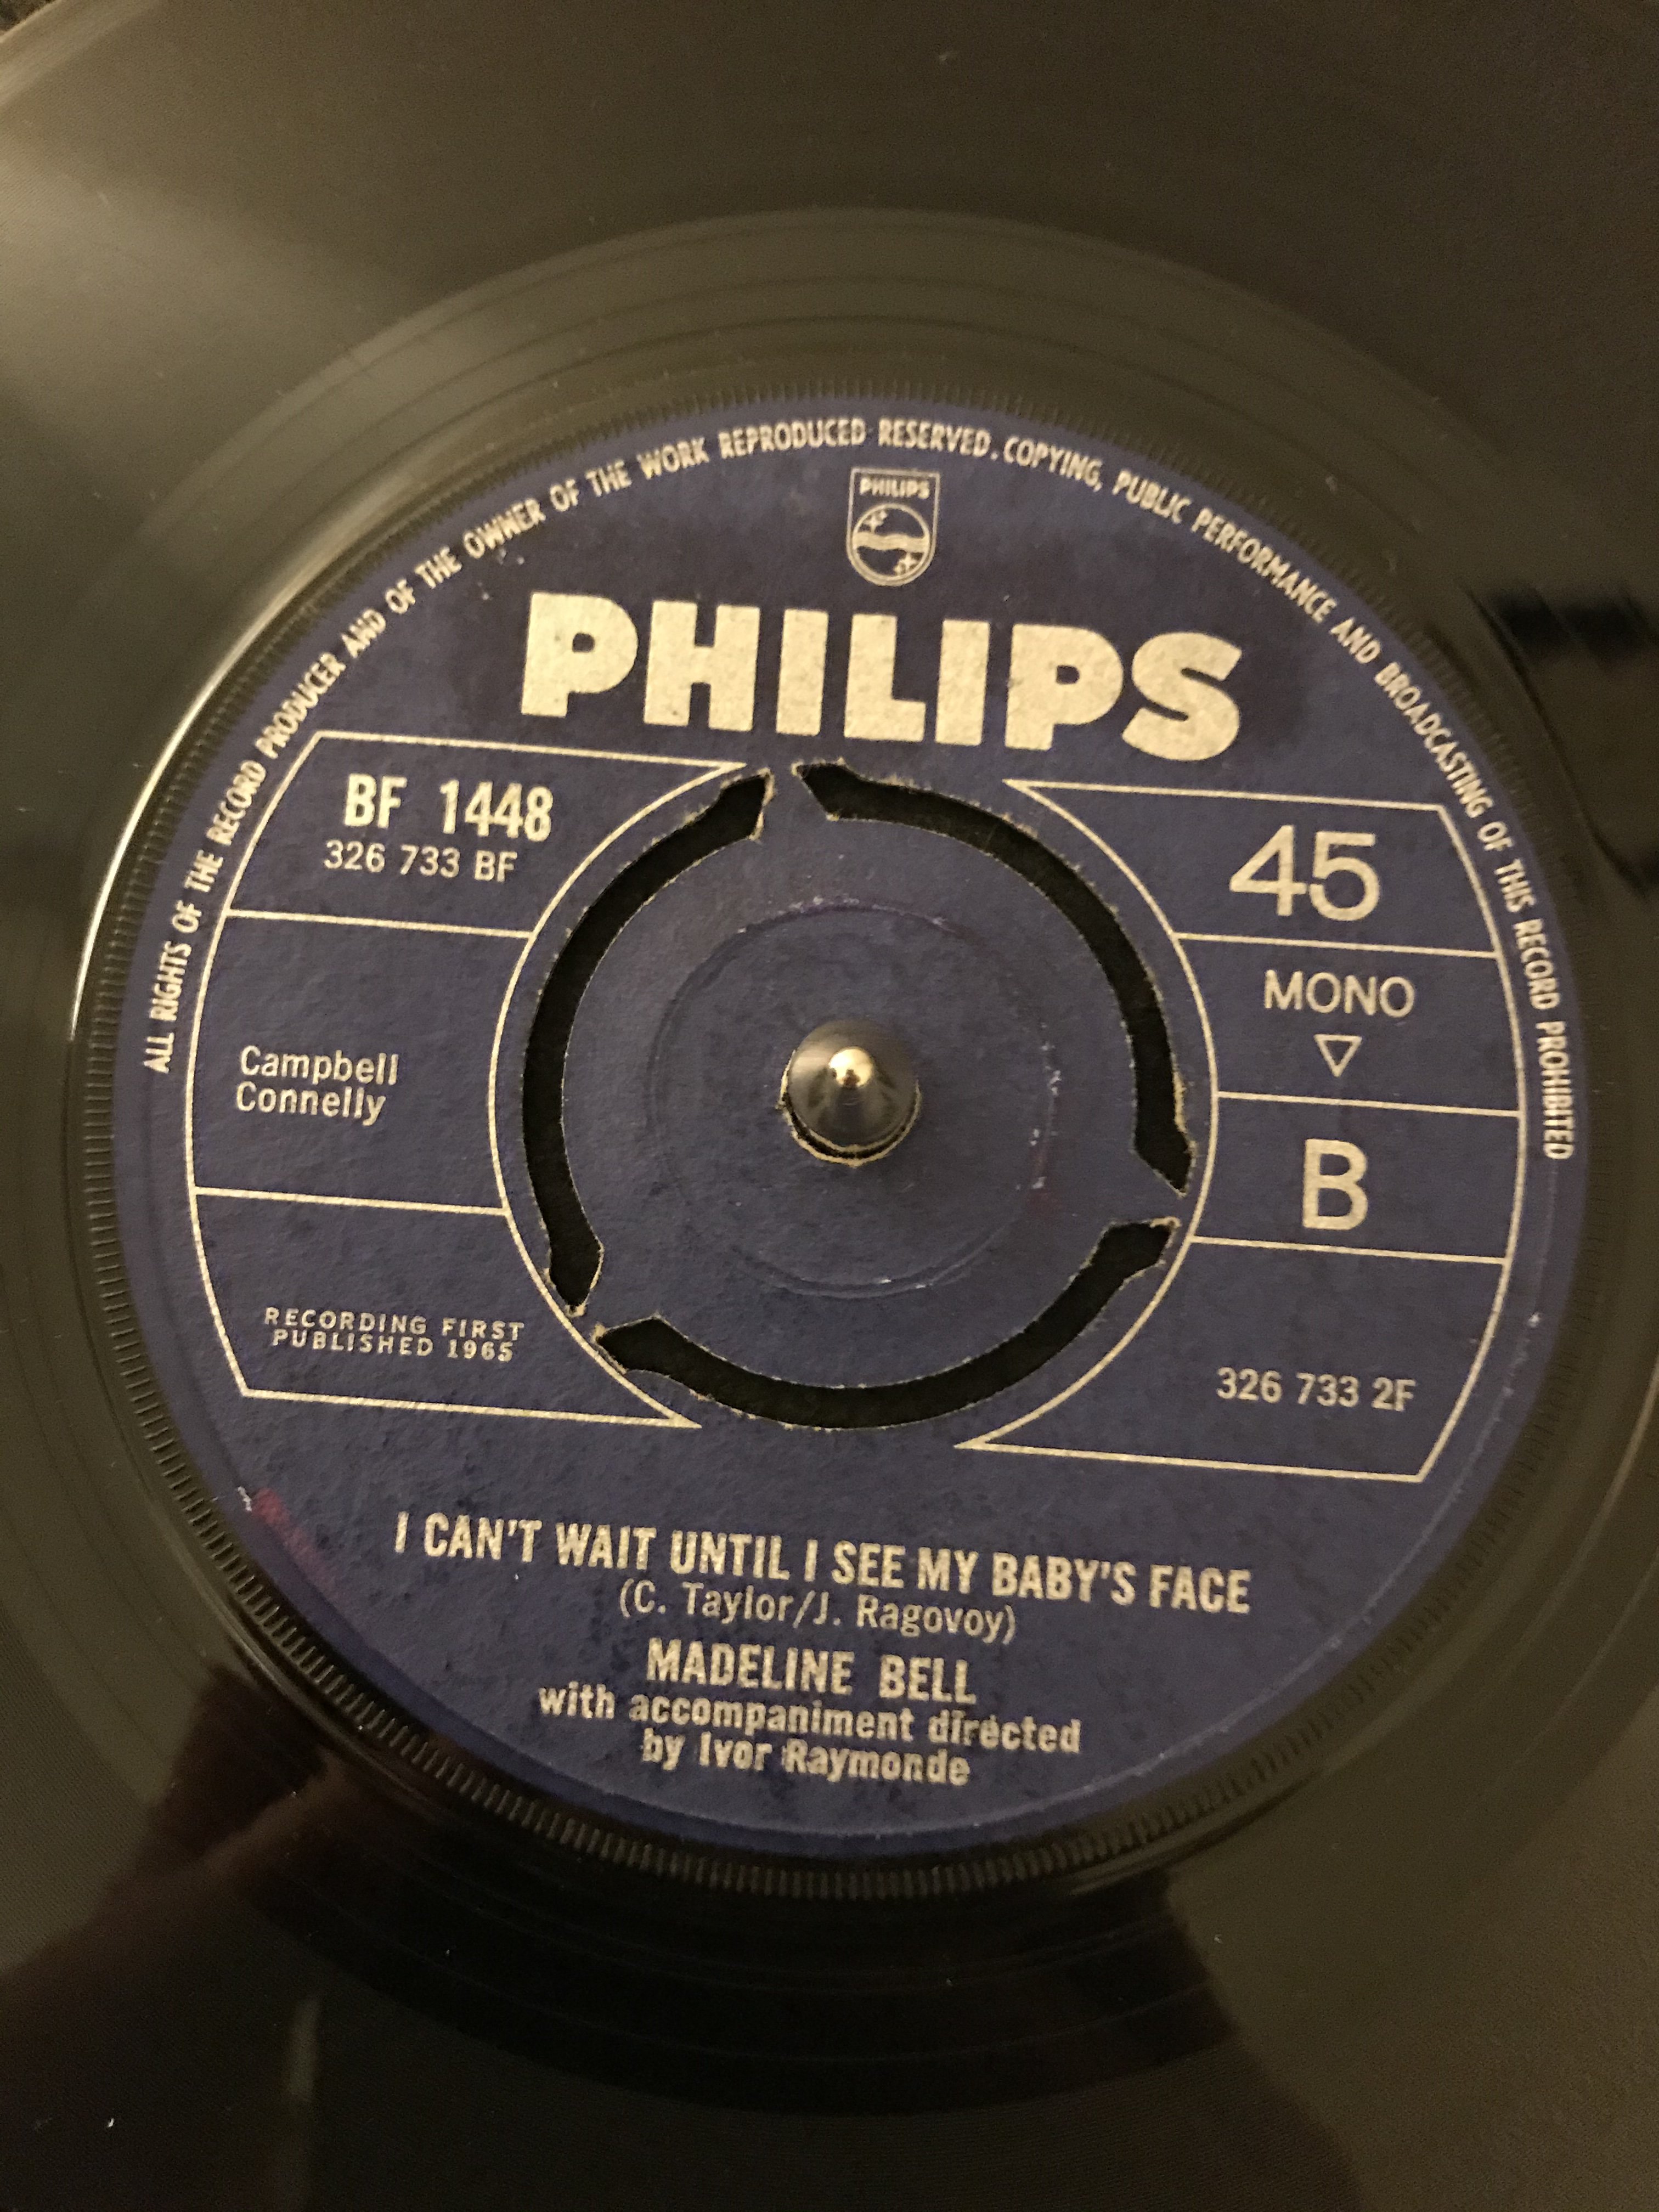 ALL RIGHTS OF THE RECORD PRODUCER AND OF THE OWNER OF THE WORK REPRODUCED RESERVED. COPYING, PUBLIC PERFORMANCE AND BROADCASTING OF THIS RECORD PROHIBITED
PHILIPS
PHILIPS
BF 1448
326 733 BF
45
MONO
Campbell
Connelly
B
RECORDING FIRST
PUBLISHED 1965
326 733 2F
I CAN'T WAIT UNTIL I SEE MY BABY'S FACE
(C. Taylor/J. Ragovoy)
MADELINE BELL
with accompaniment directed
by Ivor Raymonde